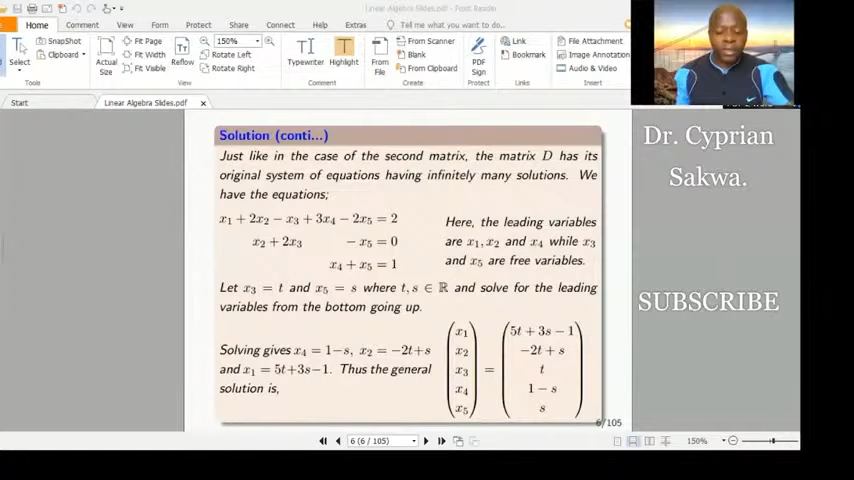 Linear Algebra Slides.pdf - Foxit Reader
Home Comment View Form Protect Share Connect Help Extras Tell me what you want to do...
Select
SnapShot
Clipboard
Actual Size
Fit Page
Fit Width
Fit Visible
Reflow
150%
Rotate Left
Rotate Right
Typewriter
Highlight
From File
From Scanner
Blank
From Clipboard
PDF Sign
Link
Bookmark
File Attachment
Image Annotation
Audio & Video
Tools View Comment Create Protect Links Insert
Start Linear Algebra Slides.pdf
Dr. Cyprian
Sakwa.
SUBSCRIBE
Solution (conti...)
Just like in the case of the second matrix, the matrix D has its
original system of equations having infinitely many solutions. We
have the equations;
x₁ + 2x₂ − x₃ + 3x₄ − 2x₅ = 2
x₂ + 2x₃ − x₅ = 0
x₄ + x₅ = 1
Here, the leading variables
are x₁, x₂ and x₄ while x₃
and x₅ are free variables.
Let x₃ = t and x₅ = s where t, s ∈ ℝ and solve for the leading
variables from the bottom going up.
Solving gives x₄ = 1−s, x₂ = −2t+s
and x₁ = 5t+3s−1. Thus the general
solution is,
x₁ 5t + 3s − 1
x₂ −2t + s
x₃ = t
x₄ 1 − s
x₅ s
6/105
6 (6 / 105)
150%